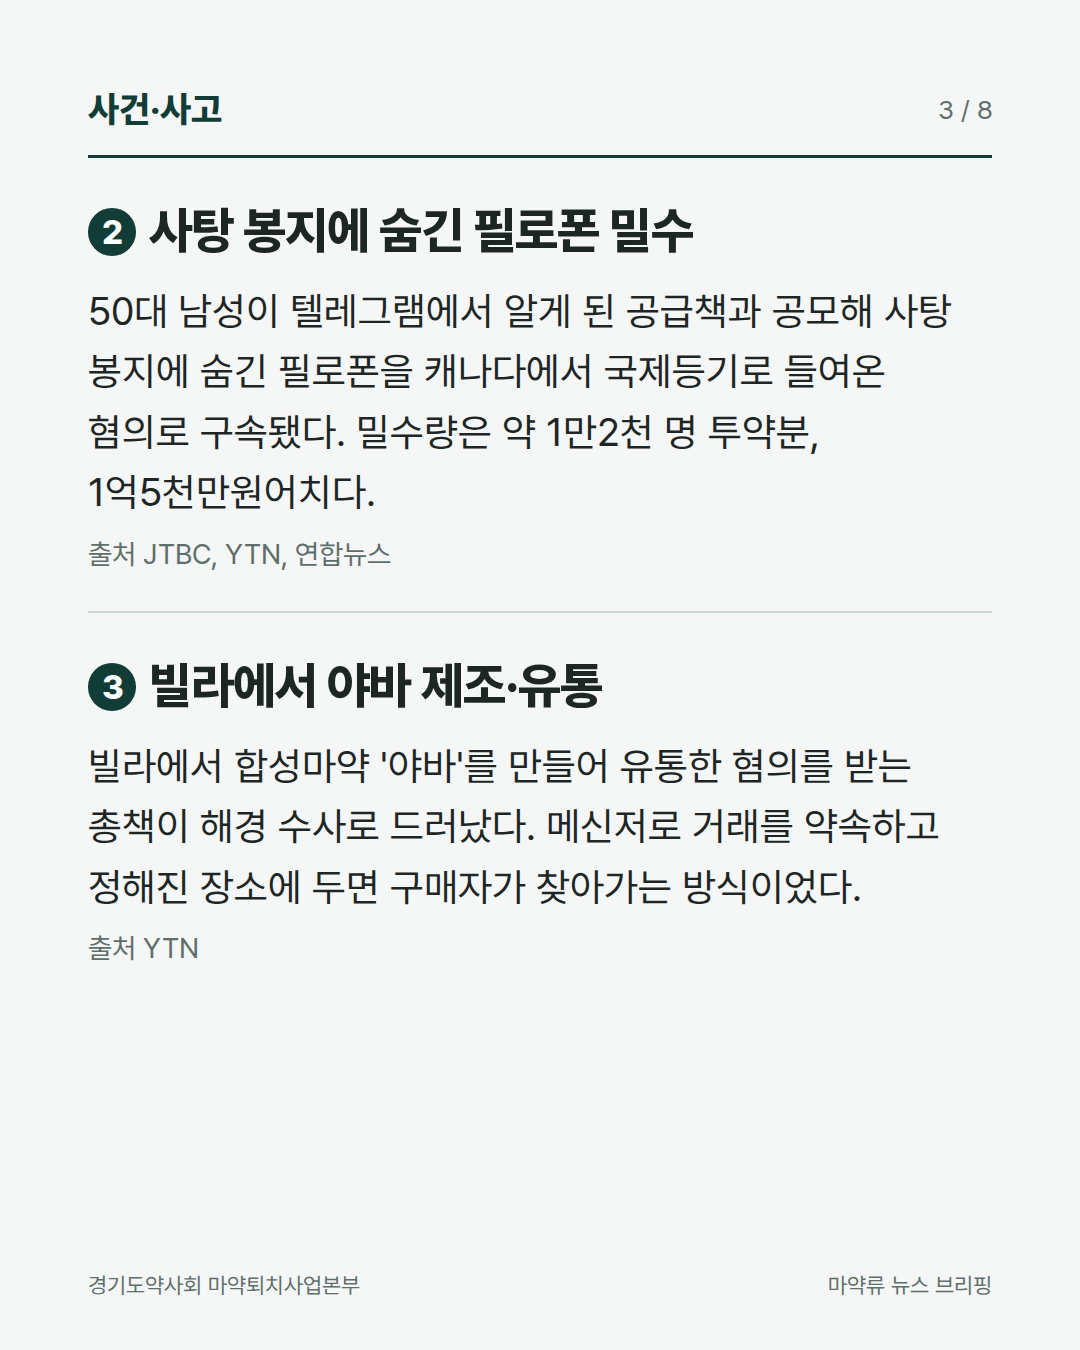 사건·사고
3 / 8
2 사탕 봉지에 숨긴 필로폰 밀수
50대 남성이 텔레그램에서 알게 된 공급책과 공모해 사탕
봉지에 숨긴 필로폰을 캐나다에서 국제등기로 들여온
혐의로 구속됐다. 밀수량은 약 1만2천 명 투약분,
1억5천만원어치다.
출처 JTBC, YTN, 연합뉴스
3 빌라에서 야바 제조·유통
빌라에서 합성마약 '야바'를 만들어 유통한 혐의를 받는
총책이 해경 수사로 드러났다. 메신저로 거래를 약속하고
정해진 장소에 두면 구매자가 찾아가는 방식이었다.
출처 YTN
경기도약사회 마약퇴치사업본부
마약류 뉴스 브리핑